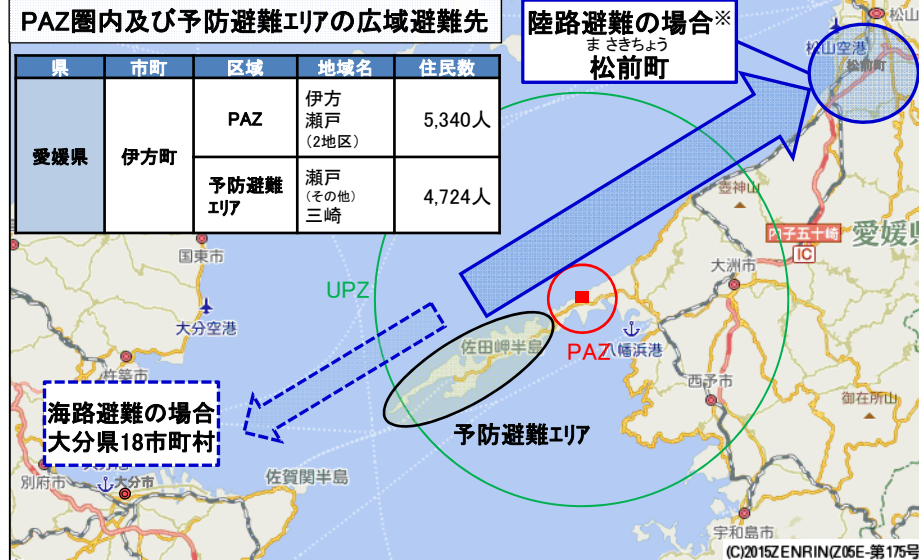 PAZ圏内及び予防避難エリアの広域避難先
県 市町 区域 地域名 住民数
愛媛県 伊方町 PAZ 伊方
瀬戸
(2地区)
5,340人
予防避難
エリア
瀬戸
(その他)
三崎
4,724人
陸路避難の場合※
まさきちょう
松前町
松山
松山空港
松前町
壺神山
内子五十崎
IC
愛媛県
大洲市
国東市
UPZ
大分空港
佐田岬半島
PAZ
八幡浜港
杵築市
西予市
御在所山
海路避難の場合
大分県18市町村
予防避難エリア
別府市
大分市
佐賀関半島
宇和島市
(C)2015ZENRIN(Z05E-第175号